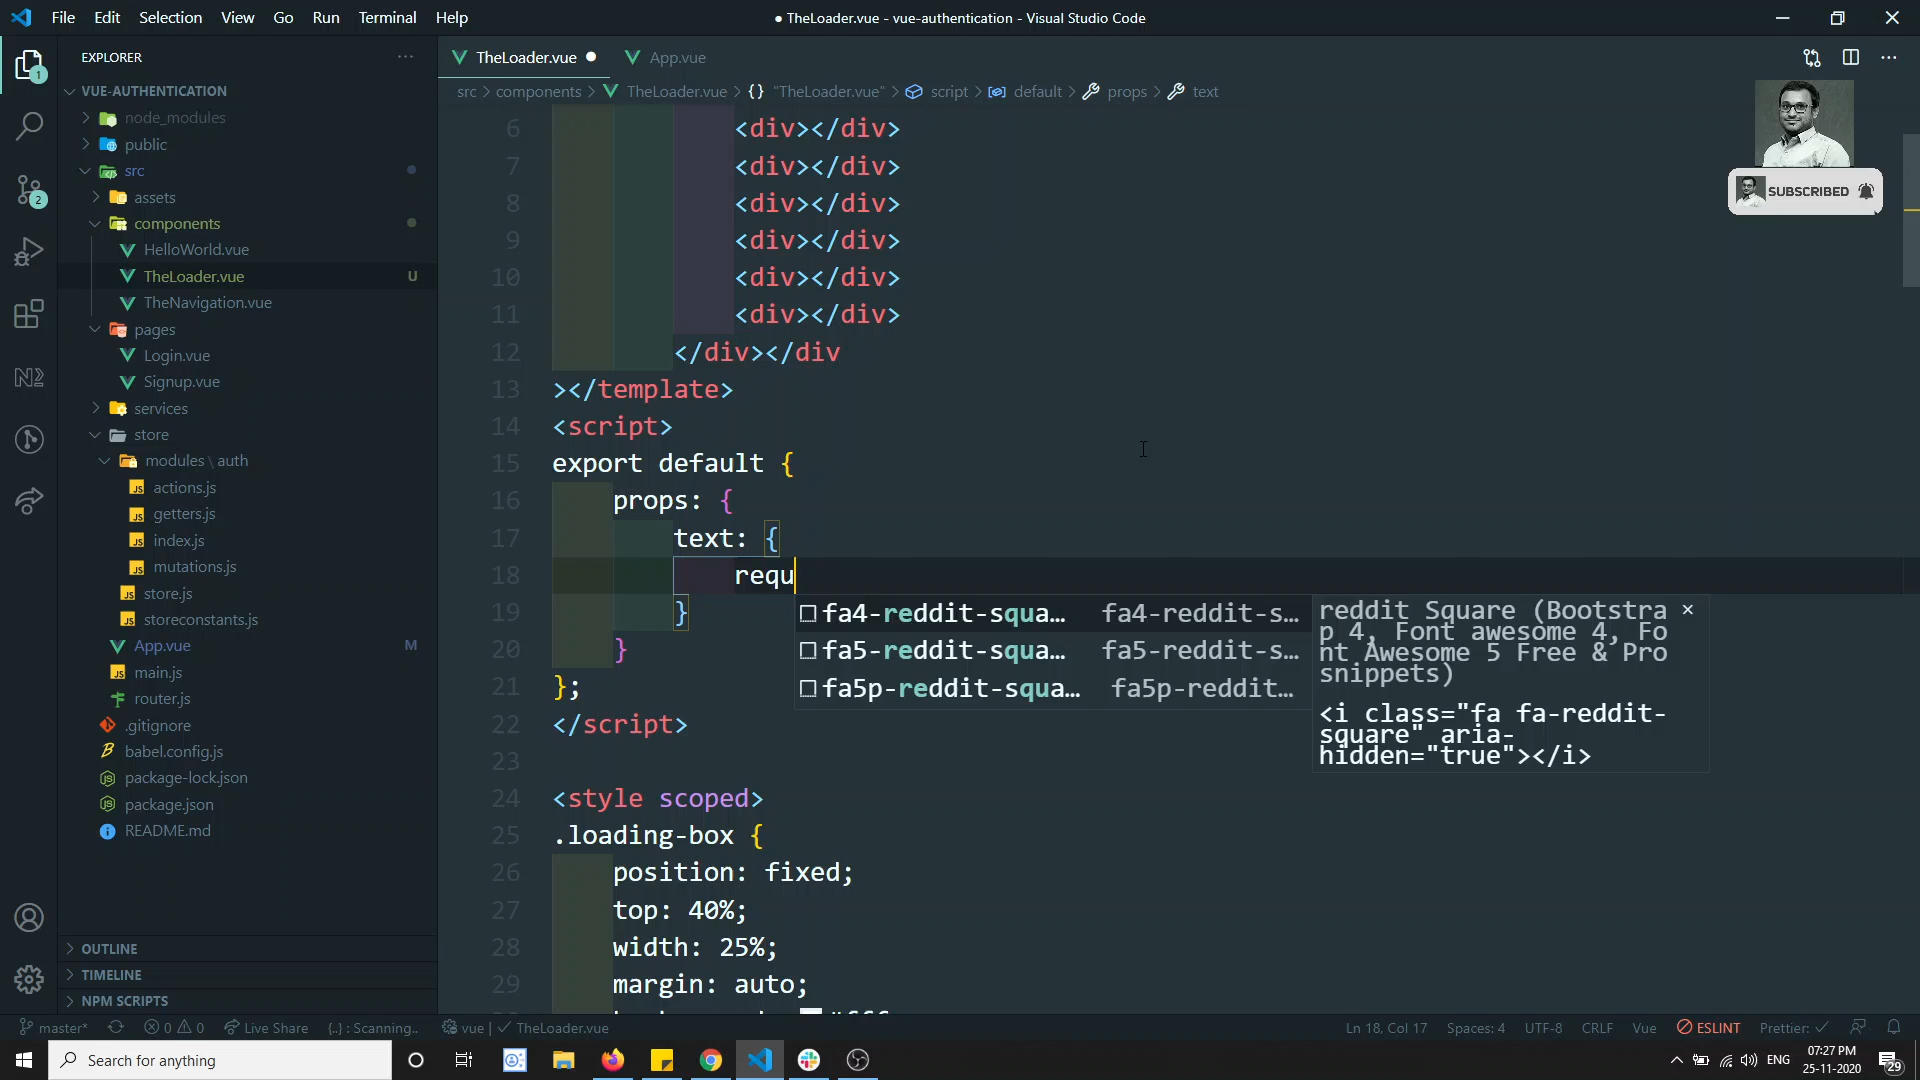 File Edit Selection View Go Run Terminal Help
● TheLoader.vue - vue-authentication - Visual Studio Code
EXPLORER
VUE-AUTHENTICATION
node_modules
public
src
assets
components
HelloWorld.vue
TheLoader.vue U
TheNavigation.vue
pages
Login.vue
Signup.vue
services
store
modules \ auth
actions.js
getters.js
index.js
mutations.js
store.js
storeconstants.js
App.vue M
main.js
router.js
.gitignore
babel.config.js
package-lock.json
package.json
README.md
OUTLINE
TIMELINE
NPM SCRIPTS
1
2
TheLoader.vue ● App.vue
src > components > TheLoader.vue > {} "TheLoader.vue" > script > default > props > text
6 <div></div>
7 <div></div>
8 <div></div>
9 <div></div>
10 <div></div>
11 <div></div>
12 </div></div
13 ></template>
14 <script>
15 export default {
16 props: {
17 text: {
18 requ
19 }
20 }
21 };
22 </script>
23
24 <style scoped>
25 .loading-box {
26 position: fixed;
27 top: 40%;
28 width: 25%;
29 margin: auto;
fa4-reddit-squa... fa4-reddit-s...
fa5-reddit-squa... fa5-reddit-s...
fa5p-reddit-squa... fa5p-reddit...
reddit Square (Bootstra
p 4, Font awesome 4, Fo
nt Awesome 5 Free & Pro
snippets)
<i class="fa fa-reddit-
square" aria-
hidden="true"></i>
SUBSCRIBED
master* 0 0 Live Share {..} : Scanning.. vue | TheLoader.vue
Ln 18, Col 17 Spaces: 4 UTF-8 CRLF Vue ESLINT Prettier: ✓
Search for anything
ENG
07:27 PM
25-11-2020
29